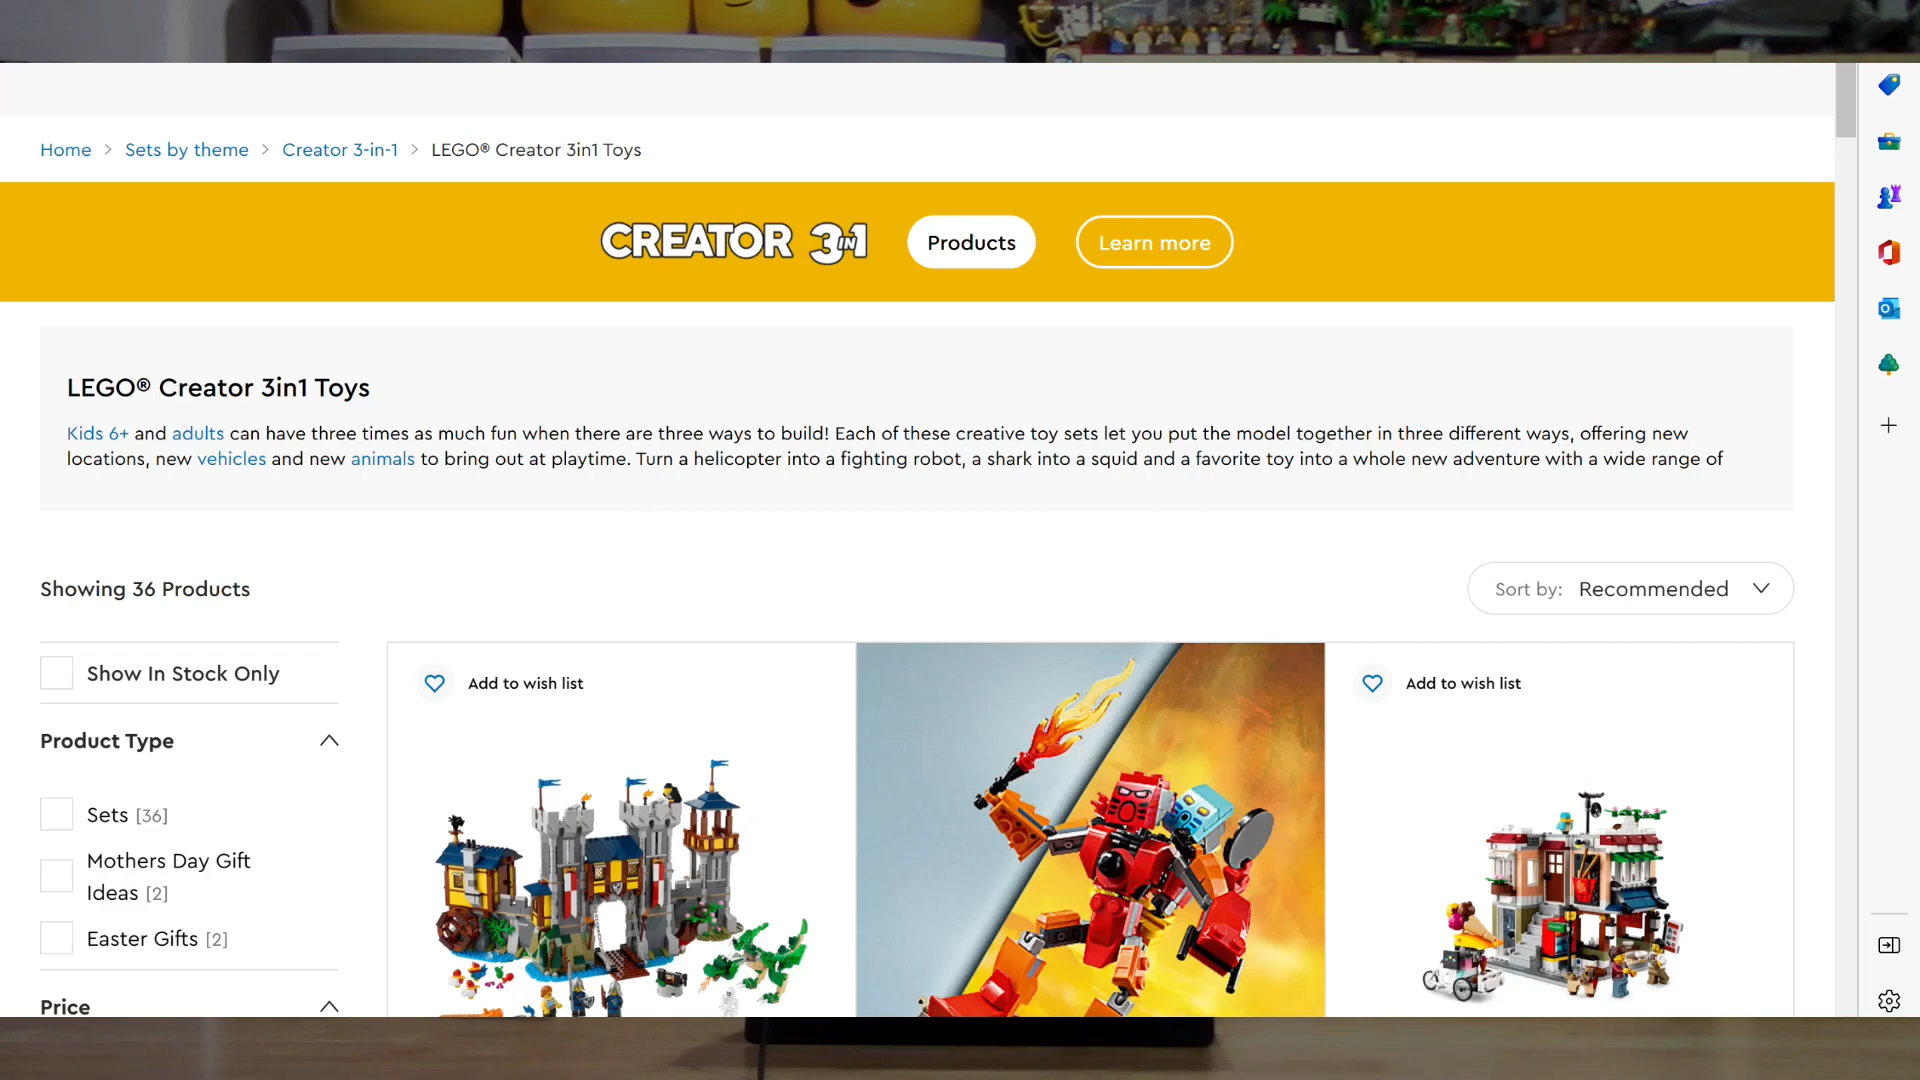 Home > Sets by theme > Creator 3-in-1 > LEGO® Creator 3in1 Toys
CREATOR 3IN1 Products Learn more
LEGO® Creator 3in1 Toys
Kids 6+ and adults can have three times as much fun when there are three ways to build! Each of these creative toy sets let you put the model together in three different ways, offering new
locations, new vehicles and new animals to bring out at playtime. Turn a helicopter into a fighting robot, a shark into a squid and a favorite toy into a whole new adventure with a wide range of
Showing 36 Products
Sort by: Recommended
Show In Stock Only
Product Type
Sets [36]
Mothers Day Gift
Ideas [2]
Easter Gifts [2]
Price
Add to wish list
Add to wish list